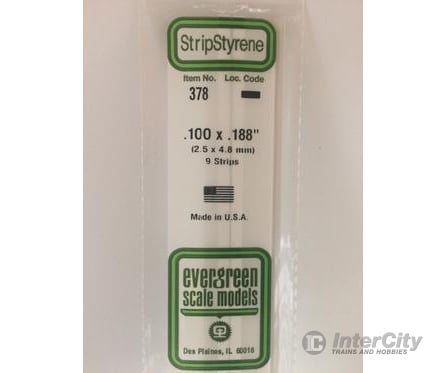 StripStyrene
Item No. Loc. Code
378
.100 x .188"
(2.5 x 4.8 mm)
9 Strips
Made in U.S.A.
evergreen
scale models
Des Plaines, IL 60018
IC InterCity
TRAINS AND HOBBIES